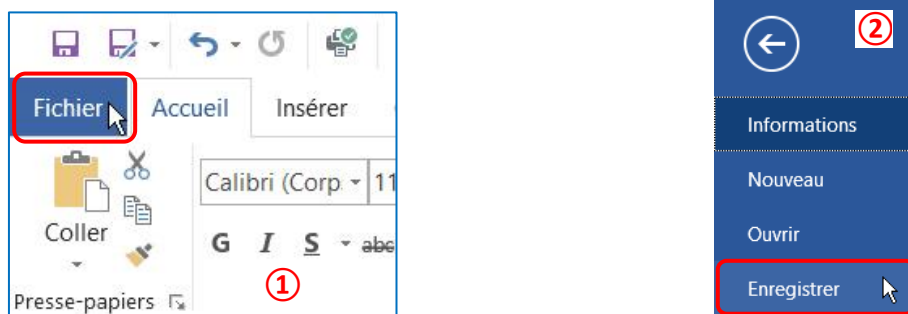 Fichier Accueil Insérer
Calibri (Corp 11
Coller
G I S abc
Presse-papiers
①
②
Informations
Nouveau
Ouvrir
Enregistrer